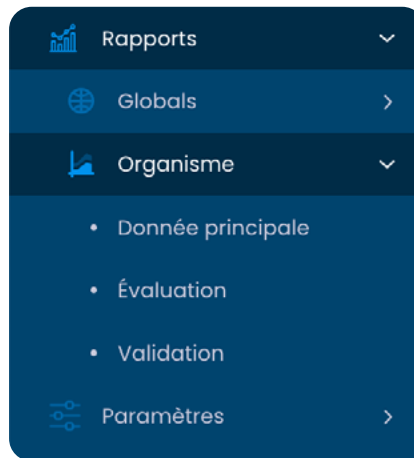 Rapports
Globals
Organisme
• Donnée principale
• Évaluation
• Validation
Paramètres